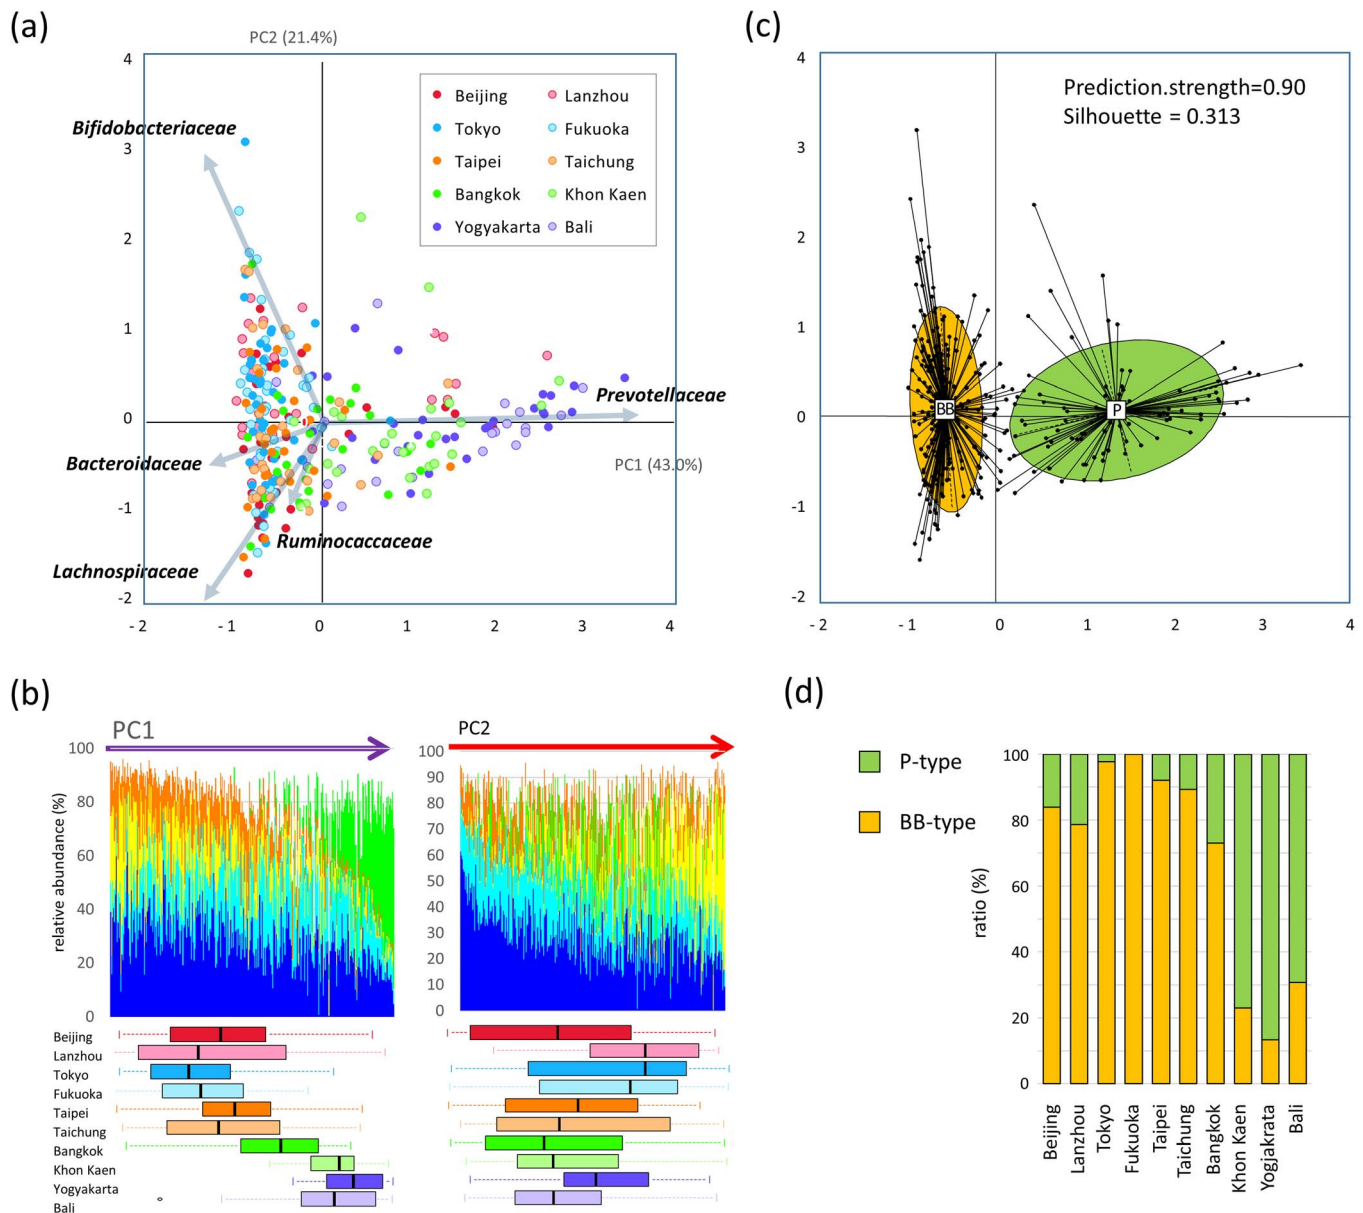 (a)
PC2 (21.4%)
4
3
2
1
0
-1
-2
Bifidobacteriaceae
Beijing
Lanzhou
Tokyo
Fukuoka
Taipei
Taichung
Bangkok
Khon Kaen
Yogyakarta
Bali
Prevotellaceae
Bacteroidaceae
PC1 (43.0%)
Ruminocaccaceae
Lachnospiraceae
-2
-1
0
1
2
3
4
(c)
4
3
2
1
0
-1
-2
Prediction.strength=0.90
Silhouette = 0.313
BB
P
-2
-1
0
1
2
3
4
(b)
PC1
relative abundance (%)
100
80
60
40
20
0
PC2
100
90
80
70
60
50
40
30
20
10
0
Beijing
Lanzhou
Tokyo
Fukuoka
Taipei
Taichung
Bangkok
Khon Kaen
Yogyakarta
Bali
(d)
P-type
BB-type
ratio (%)
100
80
60
40
20
0
Beijing
Lanzhou
Tokyo
Fukuoka
Taipei
Taichung
Bangkok
Khon Kaen
Yogjakrata
Bali